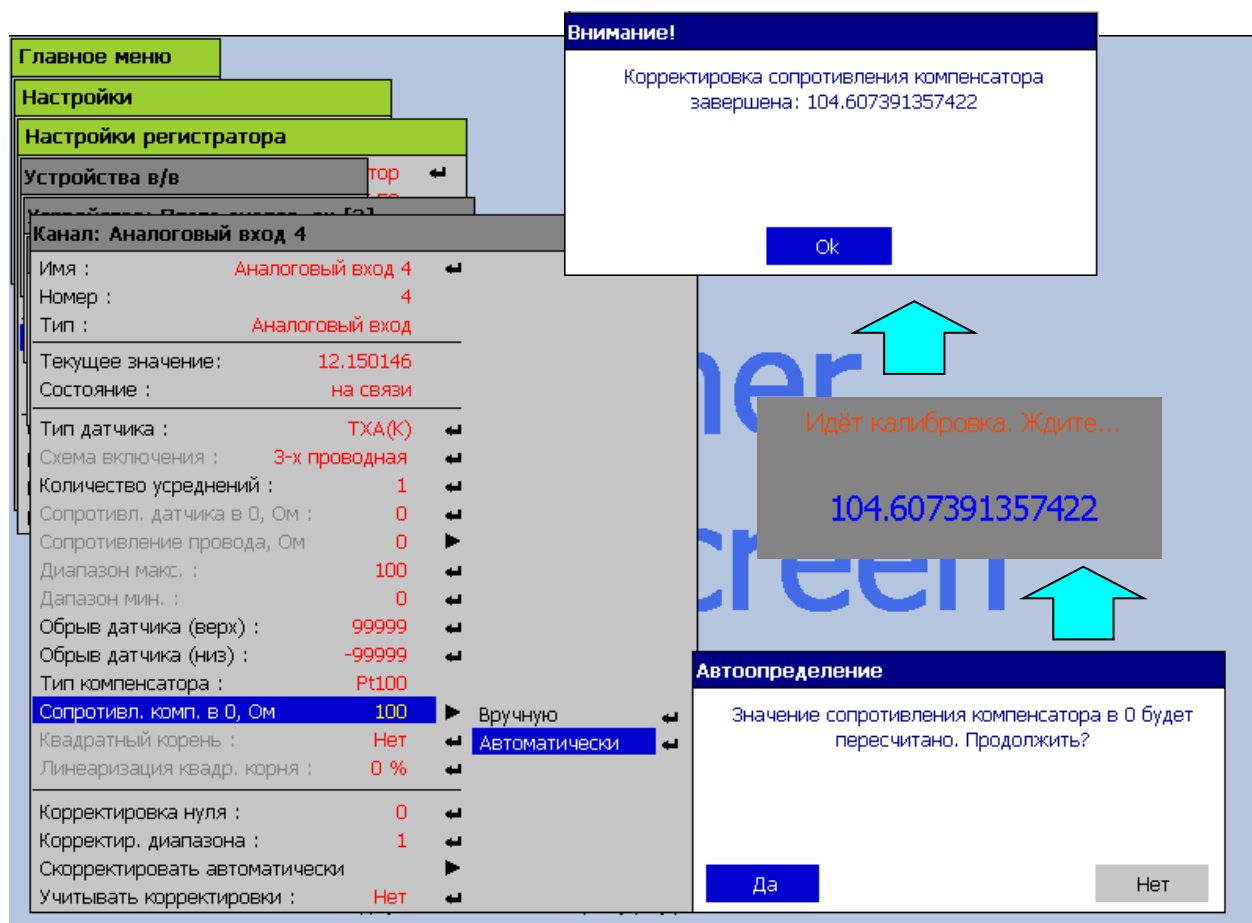 Главное меню
Настройки
Настройки регистратора
Устройства в/в
тор
Канал: Аналоговый вход 4
Имя : Аналоговый вход 4
Номер : 4
Тип : Аналоговый вход
Текущее значение: 12.150146
Состояние : на связи
Тип датчика : ТХА(К)
Схема включения : 3-х проводная
Количество усреднений : 1
Сопротивл. датчика в 0, Ом : 0
Сопротивление провода, Ом 0
Диапазон макс. : 100
Дапазон мин. : 0
Обрыв датчика (верх) : 99999
Обрыв датчика (низ) : -99999
Тип компенсатора : Pt100
Сопротивл. комп. в 0, Ом 100
Квадратный корень : Нет
Линеаризация квадр. корня : 0 %
Корректировка нуля : 0
Корректир. диапазона : 1
Скорректировать автоматически
Учитывать корректировки : Нет
Вручную
Автоматически
Автоопределение
Значение сопротивления компенсатора в 0 будет
пересчитано. Продолжить?
Да Нет
Идёт калибровка. Ждите...
104.607391357422
Внимание!
Корректировка сопротивления компенсатора
завершена: 104.607391357422
Ok
ner
creen